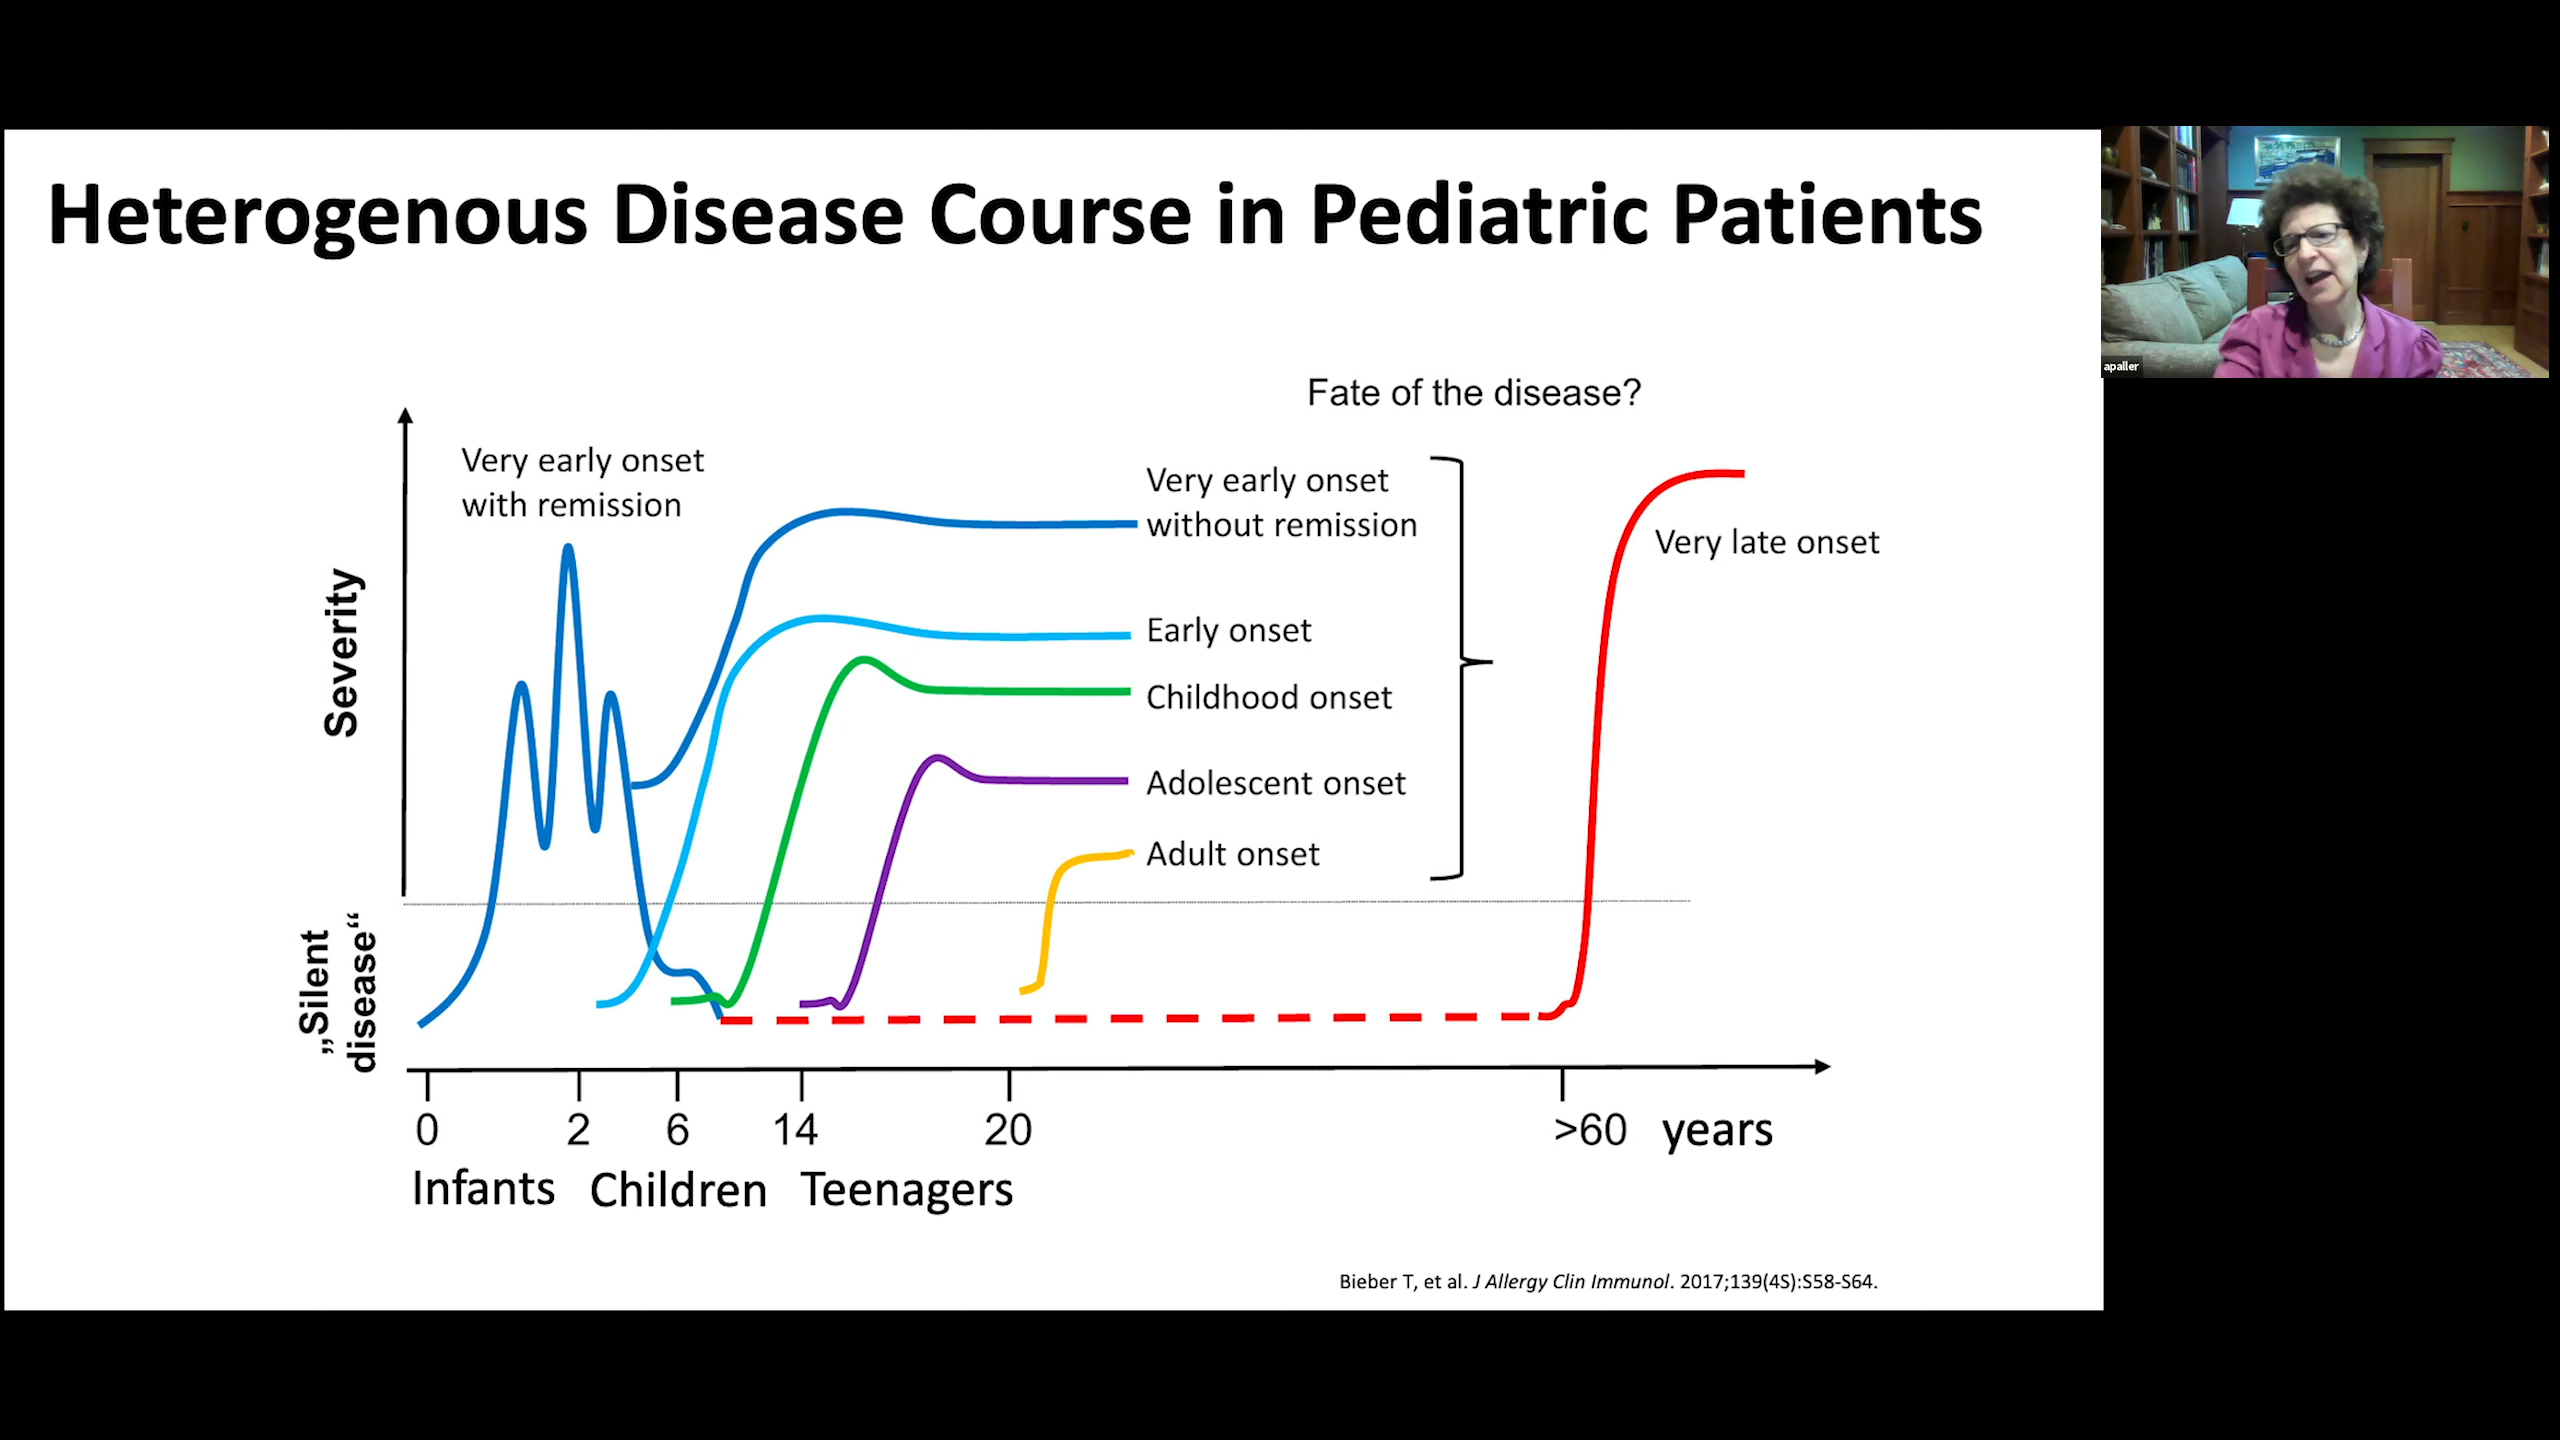 Heterogenous Disease Course in Pediatric Patients
apaller
Fate of the disease?
Very early onset
with remission
Very early onset
without remission
Very late onset
Early onset
Childhood onset
Adolescent onset
Adult onset
Severity
„Silent
disease“
0 2 6 14 20 >60 years
Infants Children Teenagers
Bieber T, et al. J Allergy Clin Immunol. 2017;139(4S):S58-S64.